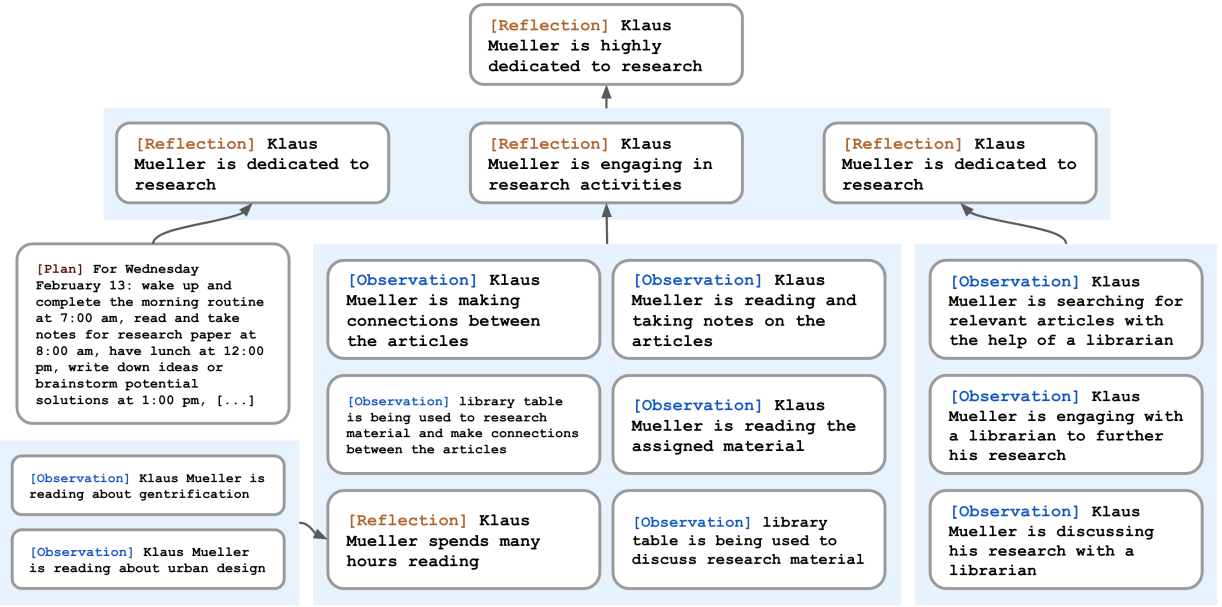 [Reflection] Klaus
Mueller is highly
dedicated to research
[Reflection] Klaus
Mueller is dedicated to
research
[Reflection] Klaus
Mueller is engaging in
research activities
[Reflection] Klaus
Mueller is dedicated to
research
[Plan] For Wednesday
February 13: wake up and
complete the morning routine
at 7:00 am, read and take
notes for research paper at
8:00 am, have lunch at 12:00
pm, write down ideas or
brainstorm potential
solutions at 1:00 pm, [...]
[Observation] Klaus Mueller is
reading about gentrification
[Observation] Klaus Mueller
is reading about urban design
[Observation] Klaus
Mueller is making
connections between
the articles
[Observation] Klaus
Mueller is reading and
taking notes on the
articles
[Observation] library table
is being used to research
material and make connections
between the articles
[Observation] Klaus
Mueller is reading the
assigned material
[Reflection] Klaus
Mueller spends many
hours reading
[Observation] library
table is being used to
discuss research material
[Observation] Klaus
Mueller is searching for
relevant articles with
the help of a librarian
[Observation] Klaus
Mueller is engaging with
a librarian to further
his research
[Observation] Klaus
Mueller is discussing
his research with a
librarian